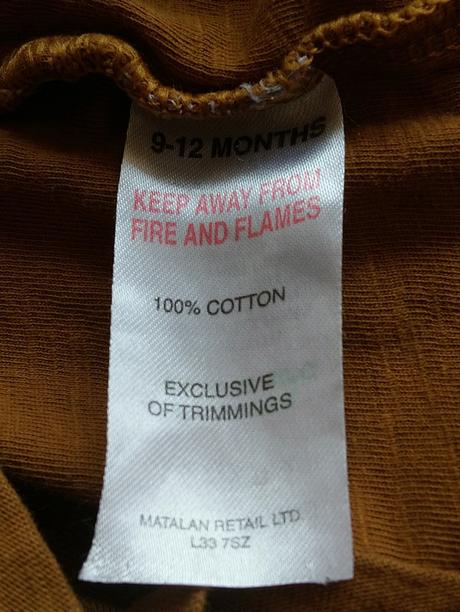 9-12 MONTHS
KEEP AWAY FROM
FIRE AND FLAMES
100% COTTON
EXCLUSIVE
OF TRIMMINGS
MATALAN RETAIL LTD.
L33 7SZ